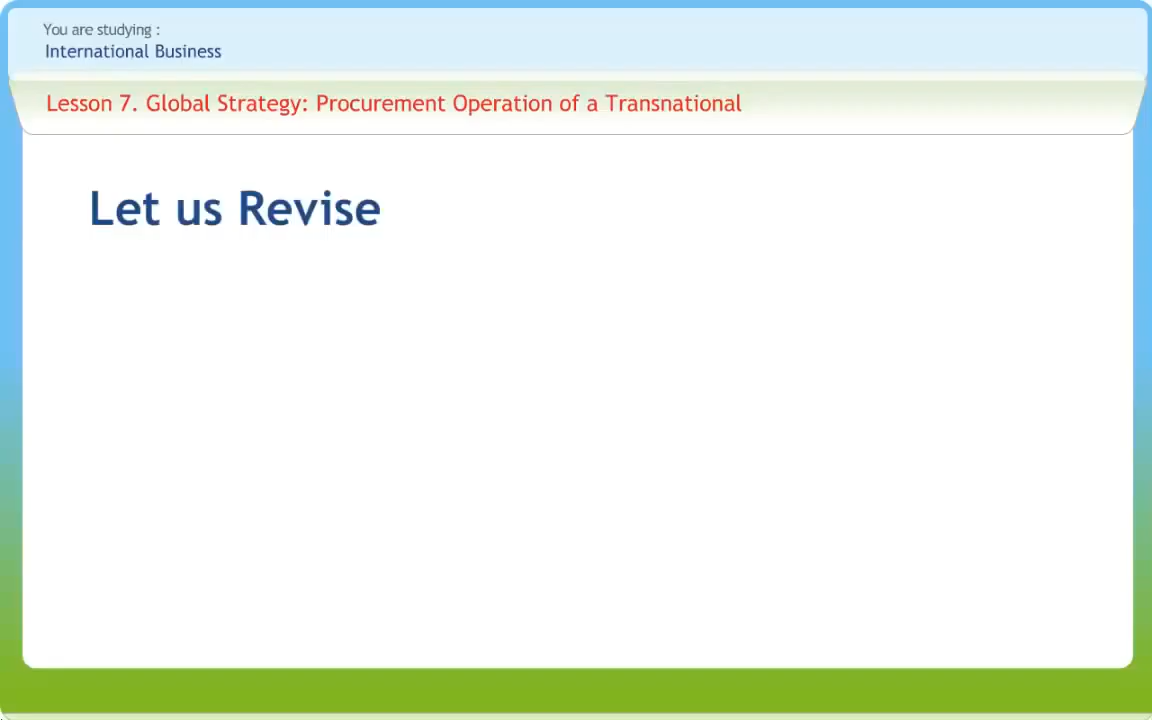 You are studying :
International Business
Lesson 7. Global Strategy: Procurement Operation of a Transnational
Let us Revise